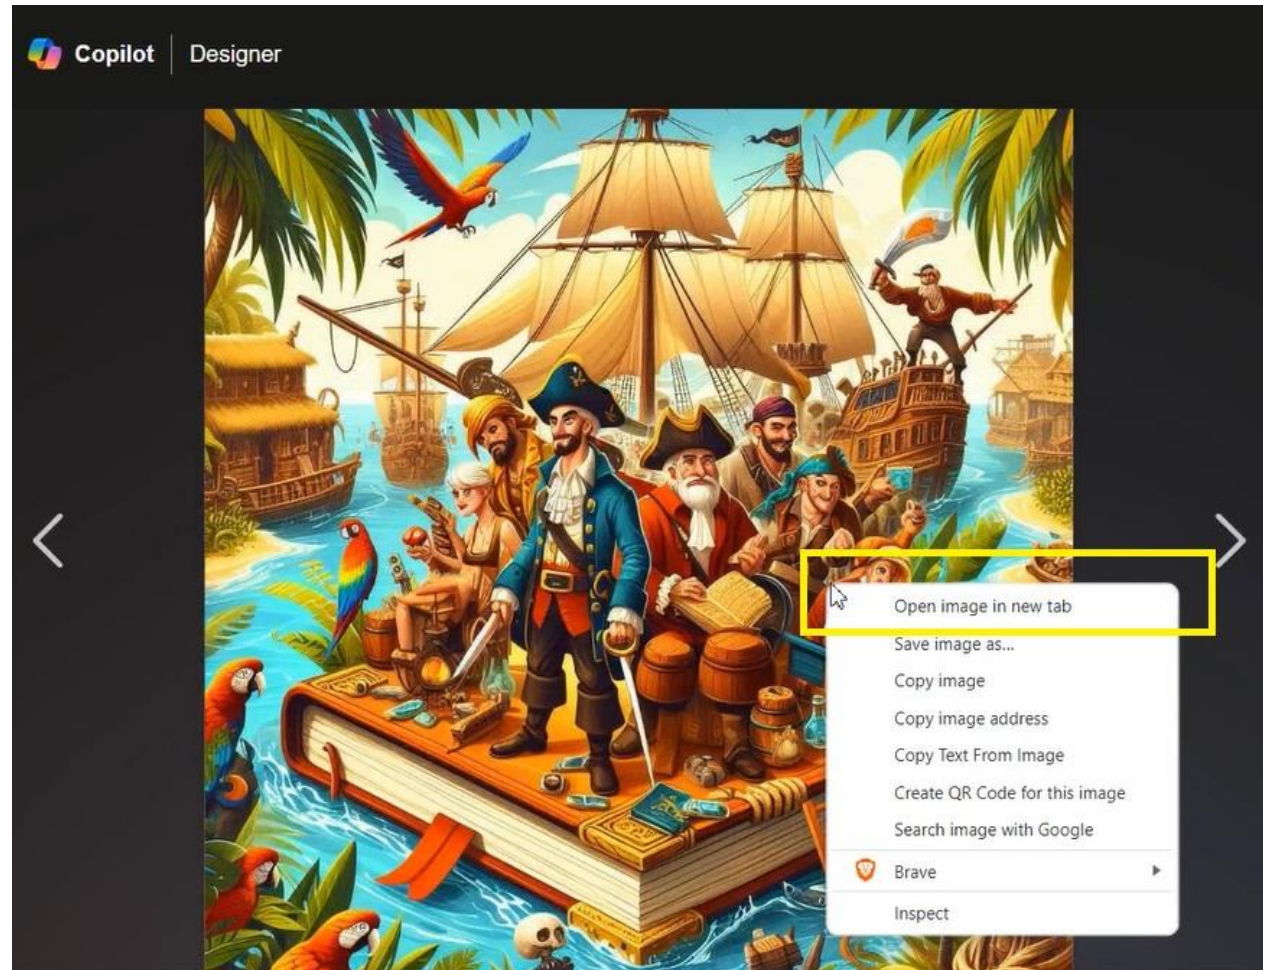 Copilot Designer
Open image in new tab
Save image as...
Copy image
Copy image address
Copy Text From Image
Create QR Code for this image
Search image with Google
Brave
Inspect